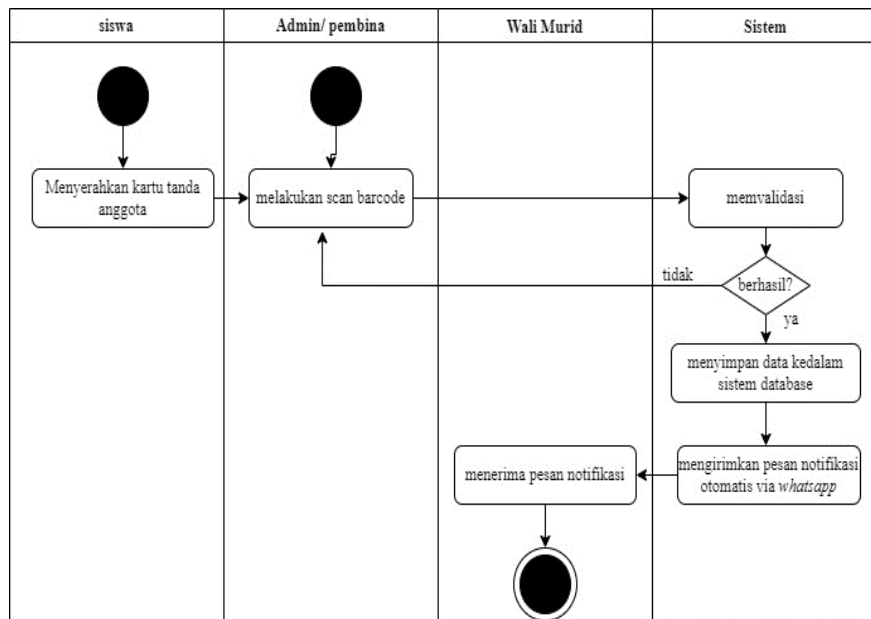 siswa
Admin/ pembina
Wali Murid
Sistem
Menyerahkan kartu tanda
anggota
melakukan scan barcode
memvalidasi
tidak
berhasil?
ya
menyimpan data kedalam
sistem database
mengirimkan pesan notifikasi
otomatis via whatsapp
menerima pesan notifikasi